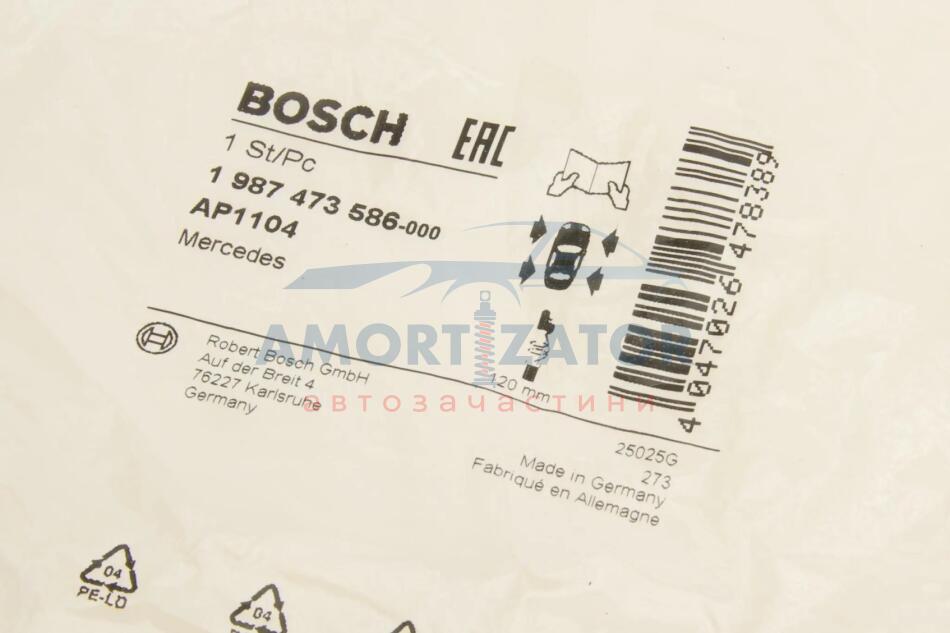 BOSCH
EAC
1 St/Pc
1 987 473 586-000
AP1104
Mercedes
4 047026 478389
AMORTIZATOR
автозачастини
120 mm
Robert Bosch GmbH
Auf der Breit 4
76227 Karlsruhe
Germany
25025G
273
Made in Germany
Fabriqué en Allemagne
04
PE-LD
04